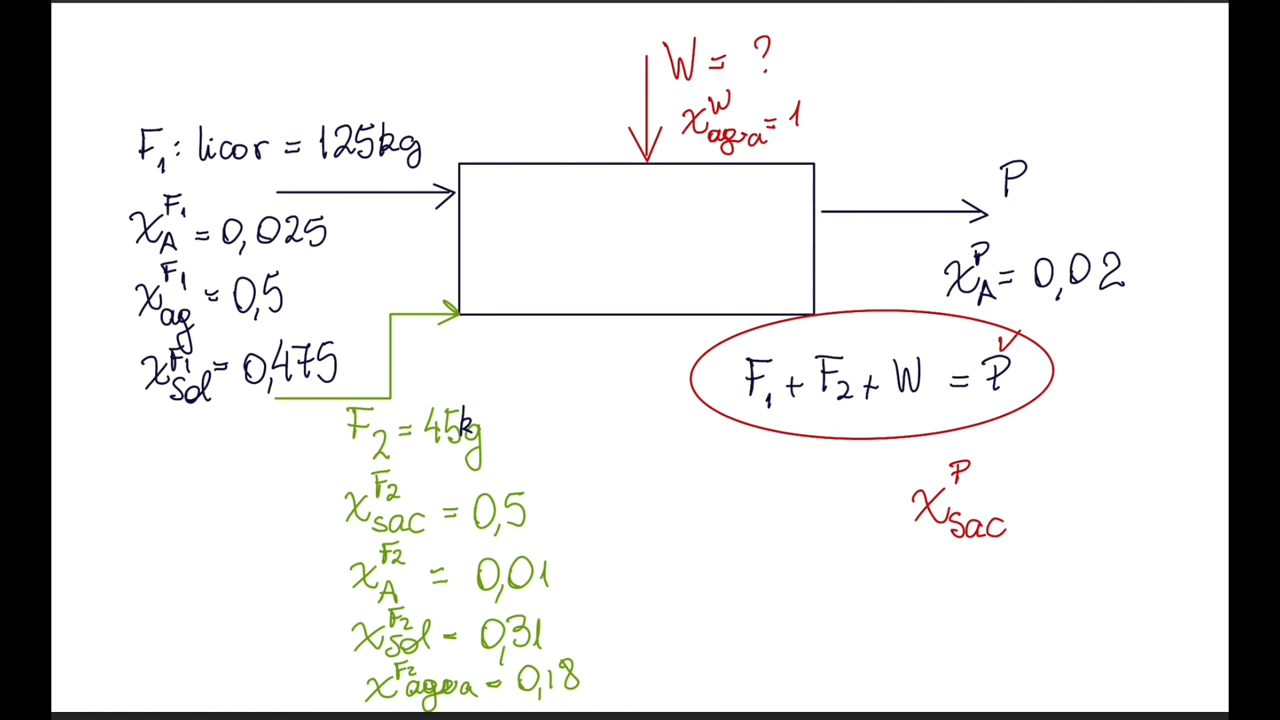 W = ?
x^W_agua = 1
F₁: licor = 125kg
P
x^F₁_A = 0,025
x^P_A = 0,02
x^F1_ag = 0,5
x^F1_sol = 0,475
F₁ + F₂ + W = P ✓
F₂ = 45kg
x^P_sac
x^F2_sac = 0,5
x^F2_A = 0,01
x^F2_sol = 0,31
x^F2_agua = 0,18